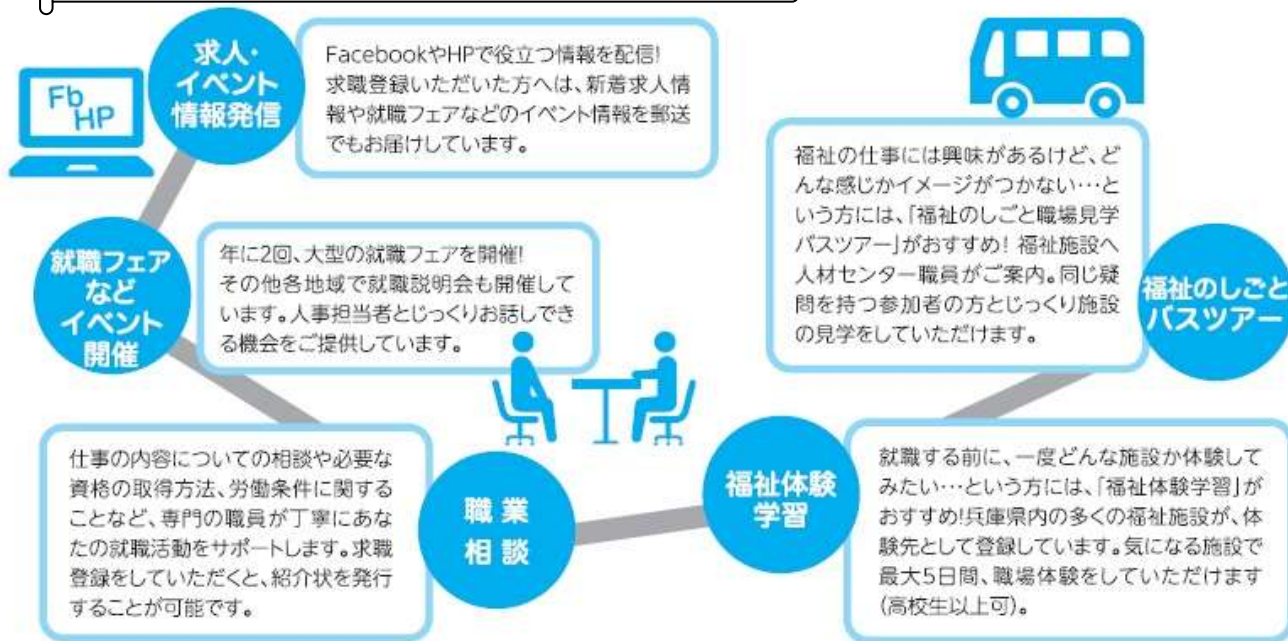 Fb
HP
求人・
イベント
情報発信
FacebookやHPで役立つ情報を配信!
求職登録いただいた方へは、新着求人情
報や就職フェアなどのイベント情報を郵送
でもお届けしています。
就職フェア
など
イベント
開催
年に2回、大型の就職フェアを開催!
その他各地域で就職説明会も開催して
います。人事担当者とじっくりお話しでき
る機会をご提供しています。
仕事の内容についての相談や必要な
資格の取得方法、労働条件に関する
ことなど、専門の職員が丁寧にあな
たの就職活動をサポートします。求職
登録をしていただくと、紹介状を発行
することが可能です。
職業
相談
福祉体験
学習
就職する前に、一度どんな施設か体験して
みたい…という方には、「福祉体験学習」が
おすすめ!兵庫県内の多くの福祉施設が、体
験先として登録しています。気になる施設で
最大5日間、職場体験をしていただけます
(高校生以上可)。
福祉の仕事には興味があるけど、ど
んな感じかイメージがつかない…と
いう方には、「福祉のしごと職場見学
バスツアー」がおすすめ! 福祉施設へ
人材センター職員がご案内。同じ疑
問を持つ参加者の方とじっくり施設
の見学をしていただけます。
福祉のしごと
バスツアー